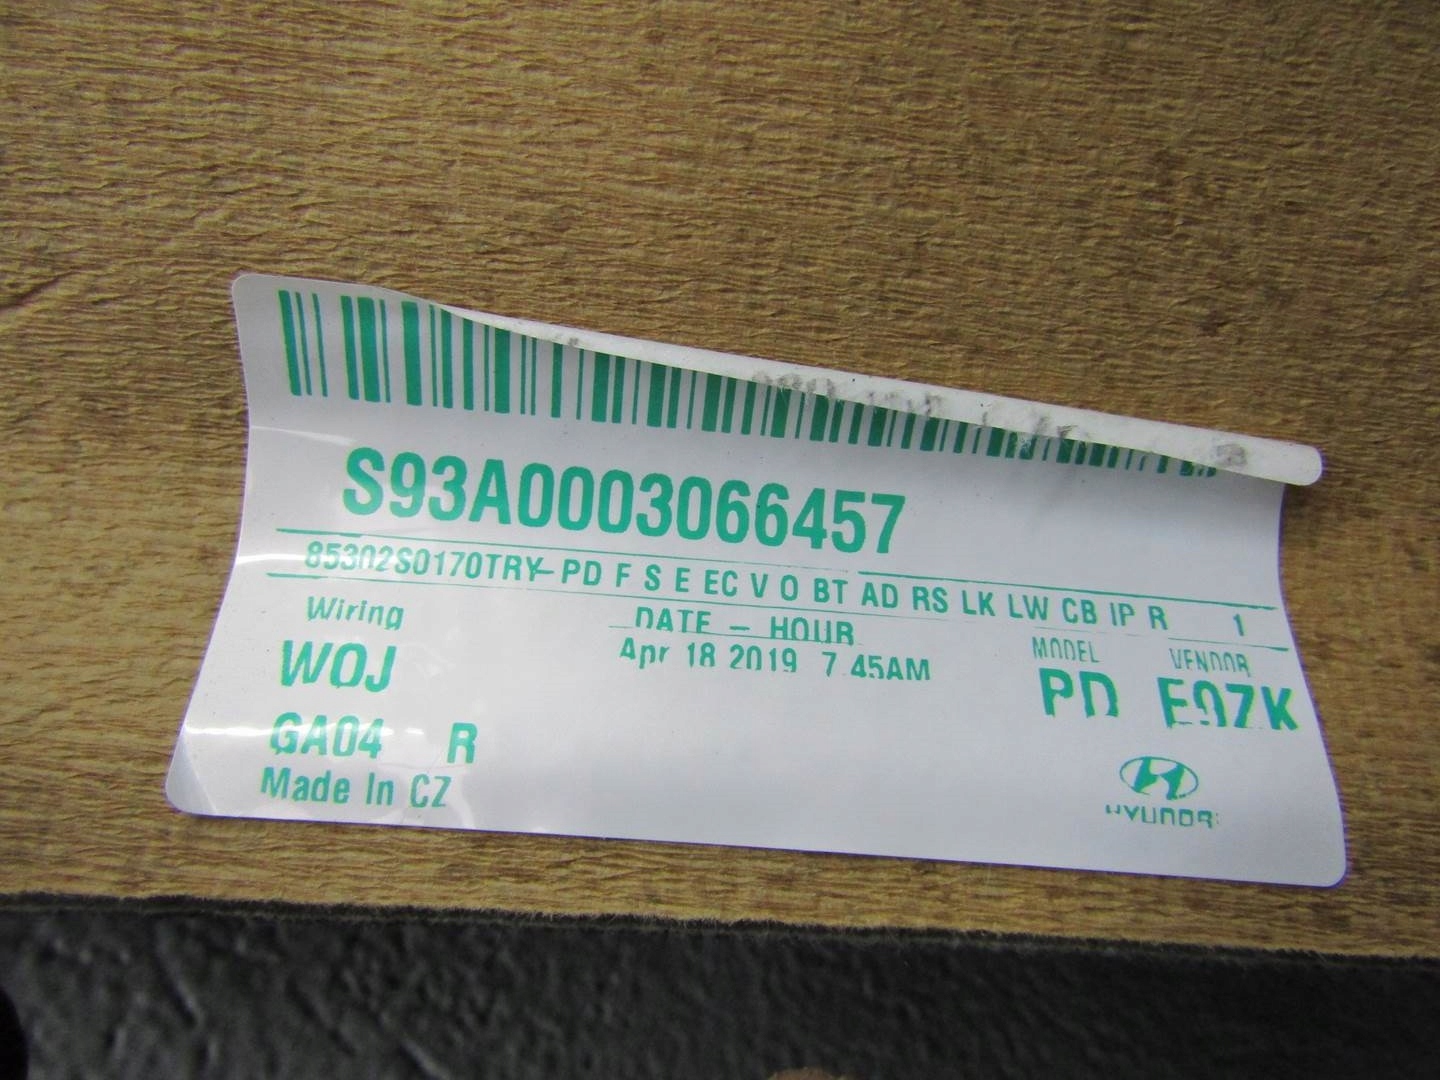 S93A0003066457
85302S0170TRY-PD F S E EC V O BT AD RS LK LW CB IP R 1
Wiring DATE - HOUR MODEL VENDOR
WOJ Apr 18 2019 7 45AM PD E97K
GA04 R
Made In CZ
HYUNDAI